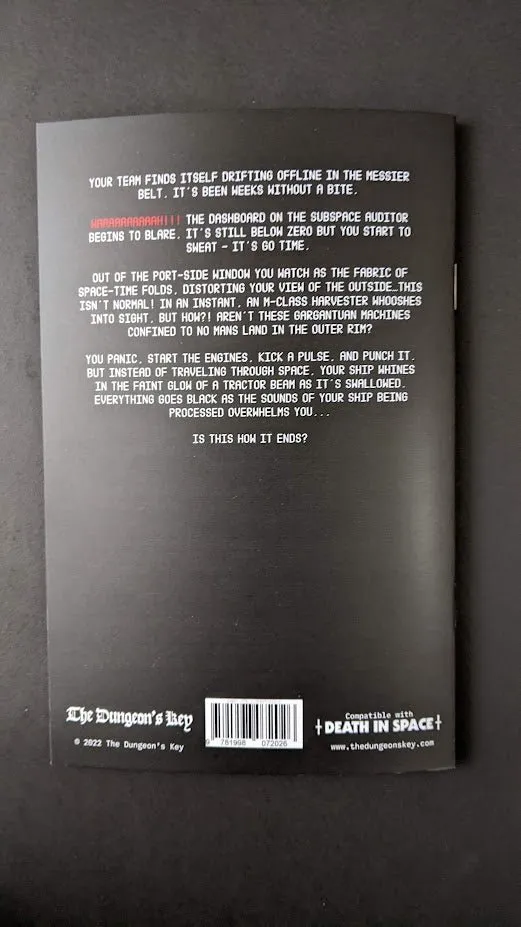 YOUR TEAM FINDS ITSELF DRIFTING OFFLINE IN THE MESSIER
BELT. IT'S BEEN WEEKS WITHOUT A BITE.
THE DASHBOARD ON THE SUBSPACE AUDITOR
BEGINS TO BLARE. IT'S STILL BELOW ZERO BUT YOU START TO
SWEAT - IT'S GO TIME.
OUT OF THE PORT-SIDE WINDOW YOU WATCH AS THE FABRIC OF
SPACE-TIME FOLDS, DISTORTING YOUR VIEW OF THE OUTSIDE...THIS
ISN'T NORMAL! IN AN INSTANT, AN M-CLASS HARVESTER WHOOSHES
INTO SIGHT, BUT HOW?! AREN'T THESE GARGANTUAN MACHINES
CONFINED TO NO MANS LAND IN THE OUTER RIM?
YOU PANIC, START THE ENGINES, KICK A PULSE, AND PUNCH IT.
BUT INSTEAD OF TRAVELING THROUGH SPACE, YOUR SHIP WHINES
IN THE FAINT GLOW OF A TRACTOR BEAM AS IT'S SWALLOWED.
EVERYTHING GOES BLACK AS THE SOUNDS OF YOUR SHIP BEING
PROCESSED OVERWHELMS YOU...
IS THIS HOW IT ENDS?
The Dungeon's Key
© 2022 The Dungeon's Key
9 781998 072026
Compatible with
DEATH IN SPACE
www.thedungeonskey.com